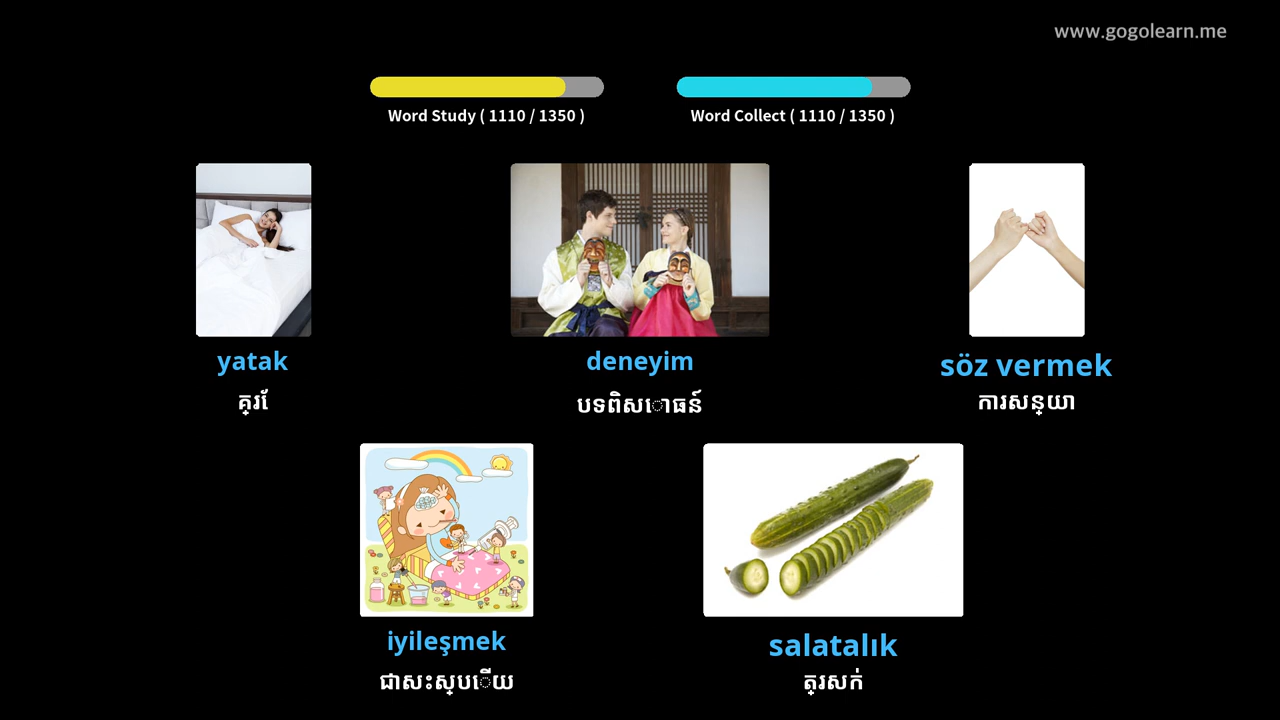 www.gogolearn.me
Word Study ( 1110 / 1350 )
Word Collect ( 1110 / 1350 )
yatak
គ្រែ
deneyim
បទពិសោធន៍
söz vermek
ការសន្យា
iyileşmek
ជាសះស្បើយ
salatalık
ត្រសក់